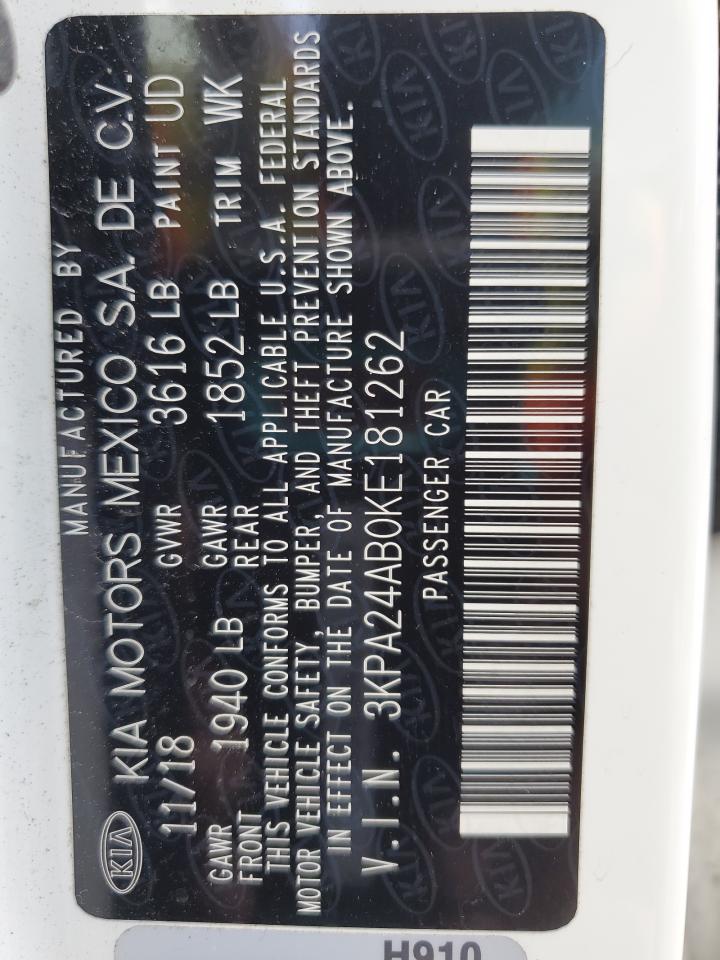 MANUFACTURED BY
KIA KIA MOTORS MEXICO S.A. DE C.V.
11/18 GVWR 3616 LB PAINT UD
GAWR FRONT 1940 LB GAWR REAR 1852 LB TRIM WK
THIS VEHICLE CONFORMS TO ALL APPLICABLE U.S.A. FEDERAL
MOTOR VEHICLE SAFETY, BUMPER, AND THEFT PREVENTION STANDARDS
IN EFFECT ON THE DATE OF MANUFACTURE SHOWN ABOVE.
V.I.N. 3KPA24AB0KE181262
PASSENGER CAR
H910